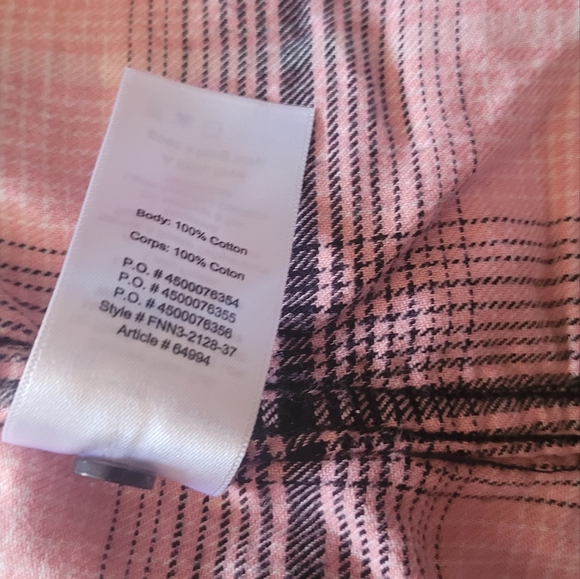 Body: 100% Cotton
Corps: 100% Coton
P.O. # 4500076354
P.O. # 4500076355
P.O. # 4500076356
Style # FNN3-2128-37
Article # 64994